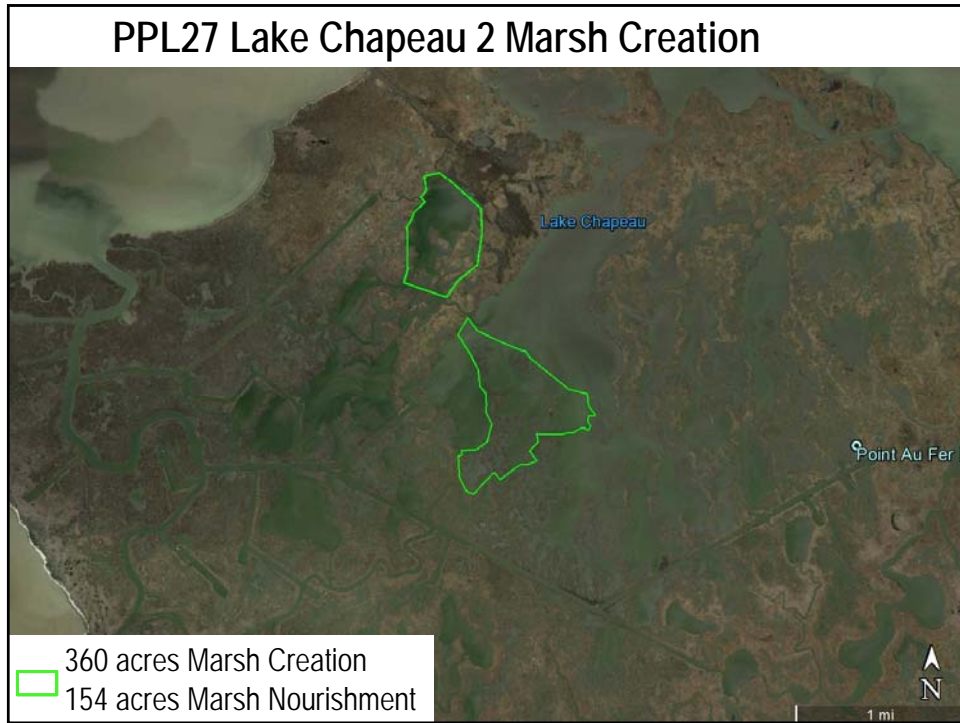 PPL27 Lake Chapeau 2 Marsh Creation
Lake Chapeau
Point Au Fer
360 acres Marsh Creation
154 acres Marsh Nourishment
N
1 mi